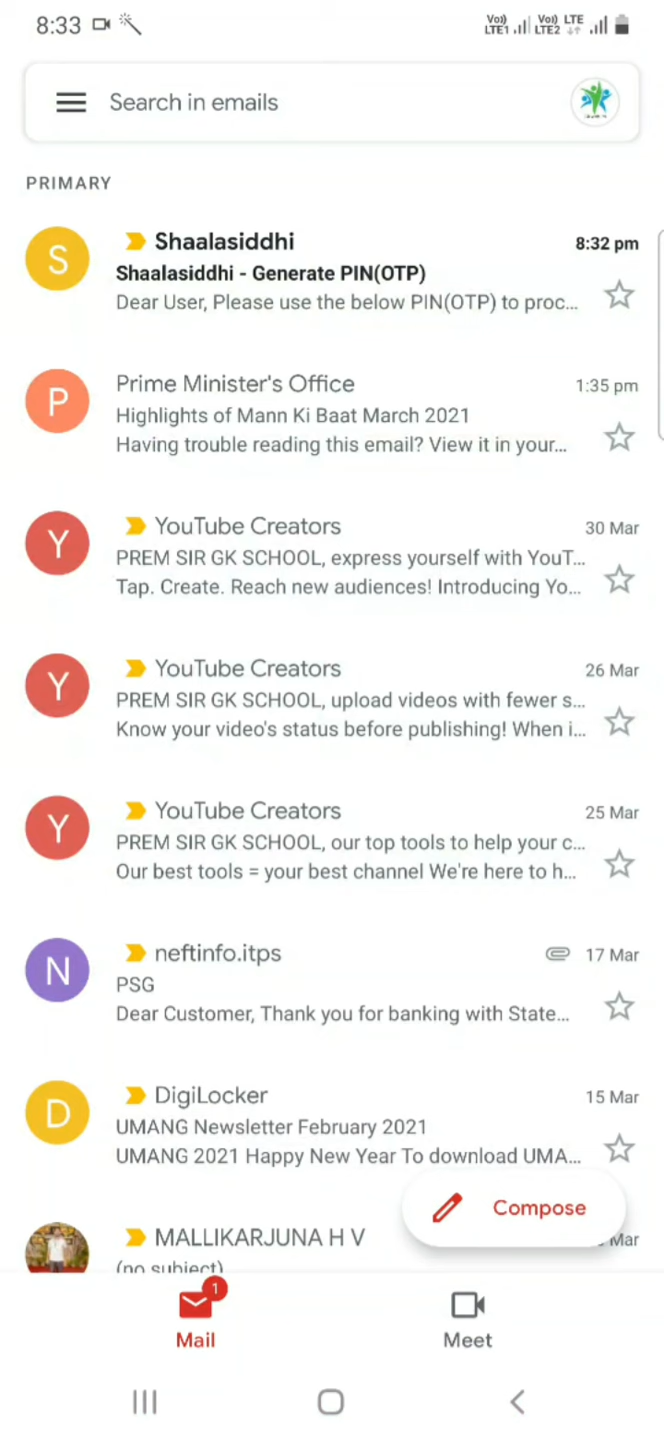 8:33
Vo) LTE1 Vo) LTE2 LTE
Search in emails
PRIMARY
S
Shaalasiddhi
8:32 pm
Shaalasiddhi - Generate PIN(OTP)
Dear User, Please use the below PIN(OTP) to proc...
P
Prime Minister's Office
1:35 pm
Highlights of Mann Ki Baat March 2021
Having trouble reading this email? View it in your...
Y
YouTube Creators
30 Mar
PREM SIR GK SCHOOL, express yourself with YouT...
Tap. Create. Reach new audiences! Introducing Yo...
Y
YouTube Creators
26 Mar
PREM SIR GK SCHOOL, upload videos with fewer s...
Know your video's status before publishing! When i...
Y
YouTube Creators
25 Mar
PREM SIR GK SCHOOL, our top tools to help your c...
Our best tools = your best channel We're here to h...
N
neftinfo.itps
17 Mar
PSG
Dear Customer, Thank you for banking with State...
D
DigiLocker
15 Mar
UMANG Newsletter February 2021
UMANG 2021 Happy New Year To download UMA...
MALLIKARJUNA H V
Mar
(no subject)
Compose
1
Mail
Meet